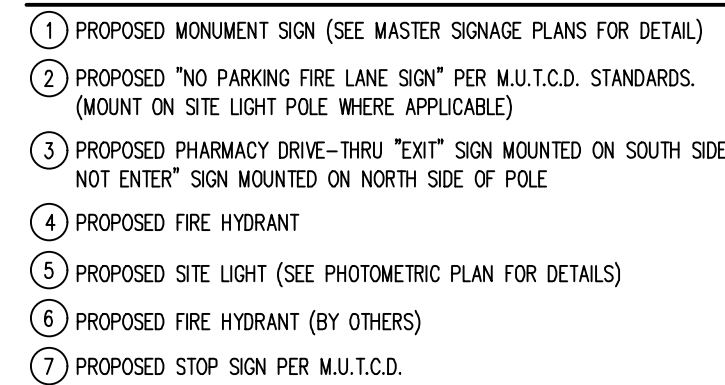 1 PROPOSED MONUMENT SIGN (SEE MASTER SIGNAGE PLANS FOR DETAIL)
2 PROPOSED "NO PARKING FIRE LANE SIGN" PER M.U.T.C.D. STANDARDS.
(MOUNT ON SITE LIGHT POLE WHERE APPLICABLE)
3 PROPOSED PHARMACY DRIVE-THRU "EXIT" SIGN MOUNTED ON SOUTH SIDE
NOT ENTER" SIGN MOUNTED ON NORTH SIDE OF POLE
4 PROPOSED FIRE HYDRANT
5 PROPOSED SITE LIGHT (SEE PHOTOMETRIC PLAN FOR DETAILS)
6 PROPOSED FIRE HYDRANT (BY OTHERS)
7 PROPOSED STOP SIGN PER M.U.T.C.D.